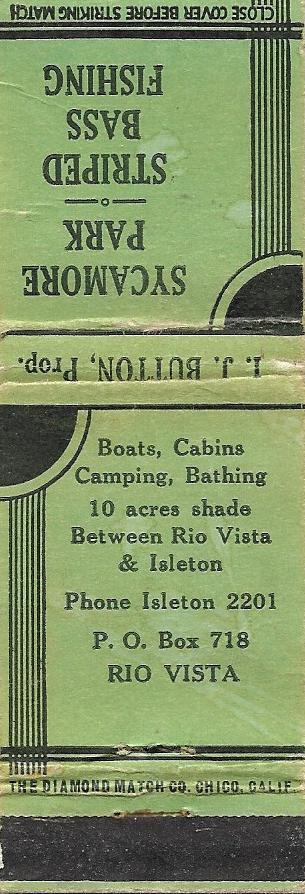 SYCAMORE
PARK
STRIPED
BASS
FISHING
CLOSE COVER BEFORE STRIKING MATCH
J. BUTTON, Prop.
Boats, Cabins
Camping, Bathing
10 acres shade
Between Rio Vista
& Isleton
Phone Isleton 2201
P. O. Box 718
RIO VISTA
THE DIAMOND MATCH CO. CHICO, CALIF.